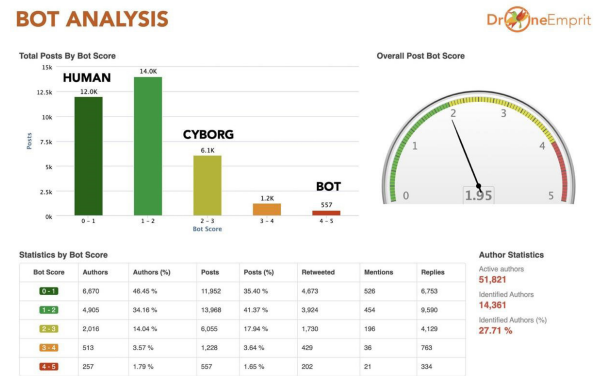 BOT ANALYSIS
DroneEmprit
Total Posts By Bot Score
Overall Post Bot Score
15k
12.5k
10k
7.5k
5k
2.5k
0k
Posts
HUMAN
12.0K
14.0K
CYBORG
6.1K
1.2K
BOT
557
0 - 1
1 - 2
2 - 3
3 - 4
4 - 5
Bot Score
0
1
2
3
4
5
1.95
Statistics by Bot Score
Bot Score Authors Authors (%) Posts Posts (%) Retweeted Mentions Replies
0 - 1 6,670 46.45 % 11,952 35.40 % 4,673 526 6,753
1 - 2 4,905 34.16 % 13,968 41.37 % 3,924 454 9,590
2 - 3 2,016 14.04 % 6,055 17.94 % 1,730 196 4,129
3 - 4 513 3.57 % 1,228 3.64 % 429 36 763
4 - 5 257 1.79 % 557 1.65 % 202 21 334
Author Statistics
Active authors
51,821
Identified Authors
14,361
Identified Authors (%)
27.71 %